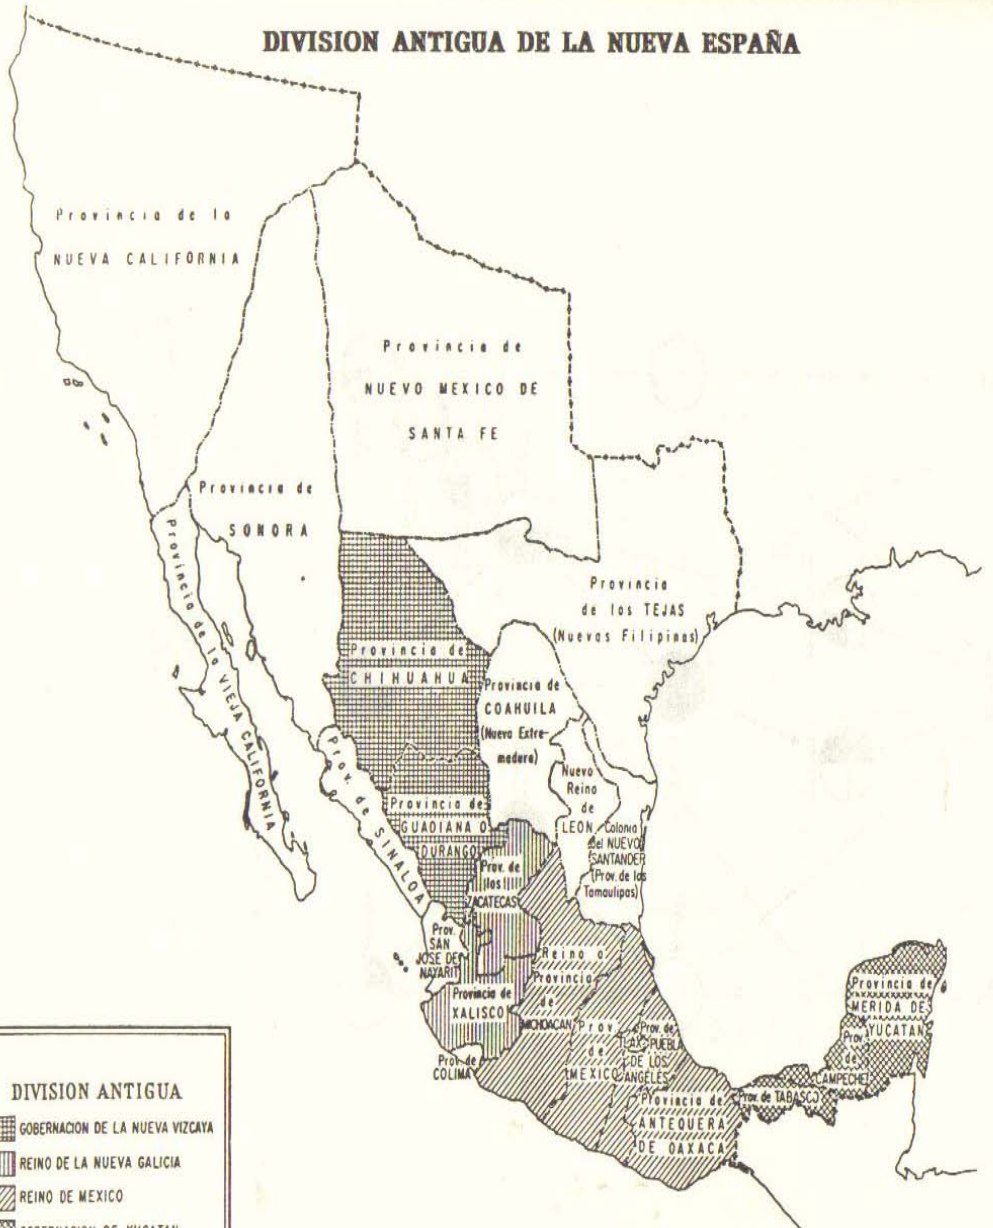 DIVISION ANTIGUA DE LA NUEVA ESPAÑA
Provincia de la
NUEVA CALIFORNIA
Provincia de
NUEVO MEXICO DE
SANTA FE
Provincia de
SONORA
Provincia de la VIEJA CALIFORNIA
Provincia
de los TEJAS
(Nuevas Filipinas)
Provincia de
CHIHUAHUA
Provincia de
COAHUILA
(Nueva Extre-
madura)
Prov. de SINALOA
Nuevo
Reino
de
LEON
Provincia de
GUADIANA O
DURANGO
Colonia
del NUEVO
SANTANDER
(Prov. de las
Tamaulipas)
Prov. de
los
ZACATECAS
Prov.
SAN
JOSE DE
NAYARIT
Reino o
Provincia
de
MICHOACAN
Provincia de
XALISCO
Prov. de
COLIMA
Prov.
de
MEXICO
Prov. de
TLAX. PUEBLA
DE LOS
ANGELES
Provincia de
ANTEQUERA
DE OAXACA
Prov. de TABASCO
Provincia de
MERIDA DE
YUCATAN
Prov.
de
CAMPECHE
DIVISION ANTIGUA
GOBERNACION DE LA NUEVA VIZCAYA
REINO DE LA NUEVA GALICIA
REINO DE MEXICO
GOBERNACION DE YUCATAN